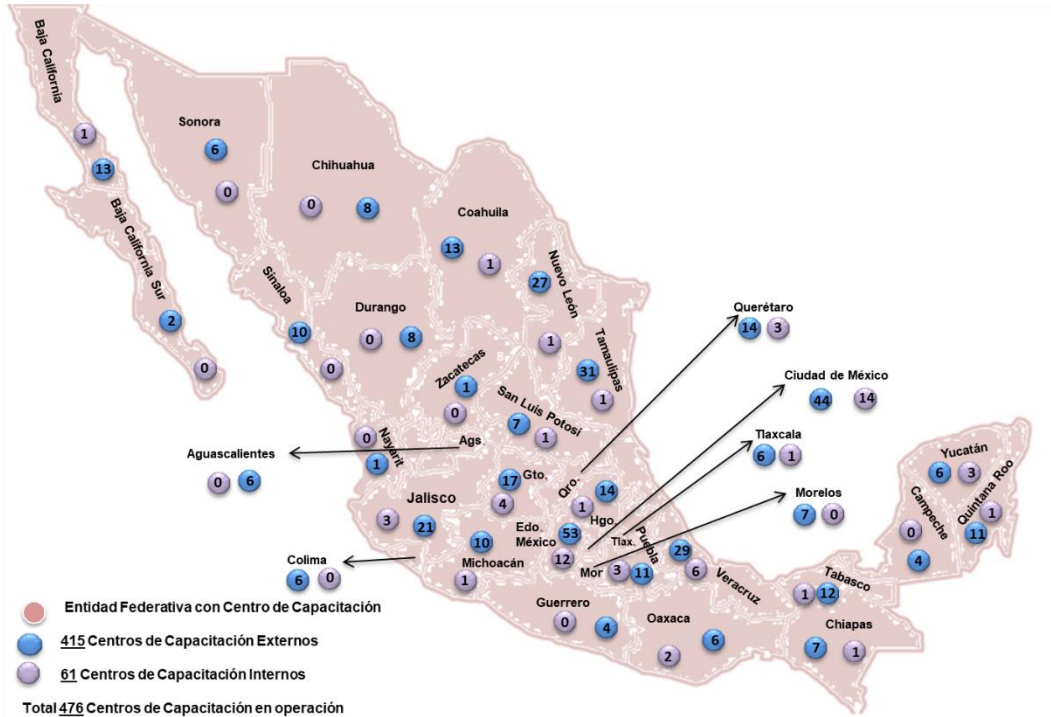 Baja California
1
13
Sonora
6
0
Chihuahua
0
8
Coahuila
13
1
Nuevo León
27
1
Baja California Sur
2
0
Sinaloa
10
0
Durango
0
8
Zacatecas
1
0
San Luis Potosí
7
1
Tamaulipas
31
1
Querétaro
14
3
Ciudad de México
44
14
Tlaxcala
6
1
Morelos
7
0
Nayarit
0
1
Ags
Aguascalientes
0
6
Jalisco
3
21
Gto.
17
4
Qro.
14
1
Hgo.
Edo.
México
53
12
Tlax.
Mor
Puebla
3
11
Michoacán
10
1
Colima
6
0
Guerrero
0
4
Oaxaca
2
6
Veracruz
29
6
Tabasco
1
12
Chiapas
7
1
Campeche
0
4
Yucatán
6
3
Quintana Roo
1
11
Entidad Federativa con Centro de Capacitación
415 Centros de Capacitación Externos
61 Centros de Capacitación Internos
Total 476 Centros de Capacitación en operación